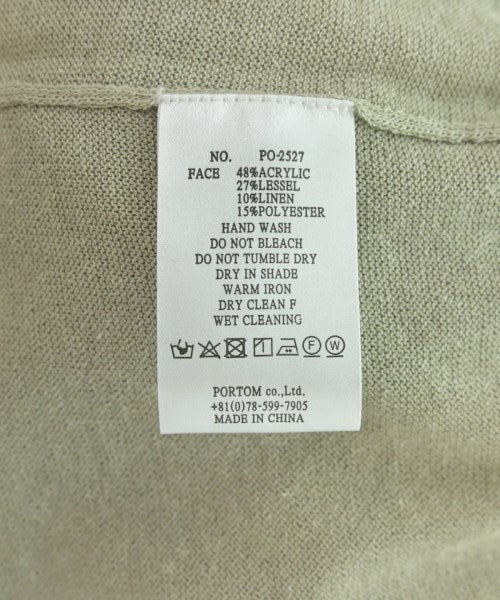 NO. PO-2527
FACE 48%ACRYLIC
27%LESSEL
10%LINEN
15%POLYESTER
HAND WASH
DO NOT BLEACH
DO NOT TUMBLE DRY
DRY IN SHADE
WARM IRON
DRY CLEAN F
WET CLEANING
F W
PORTOM co.,Ltd.
+81(0)78-599-7905
MADE IN CHINA